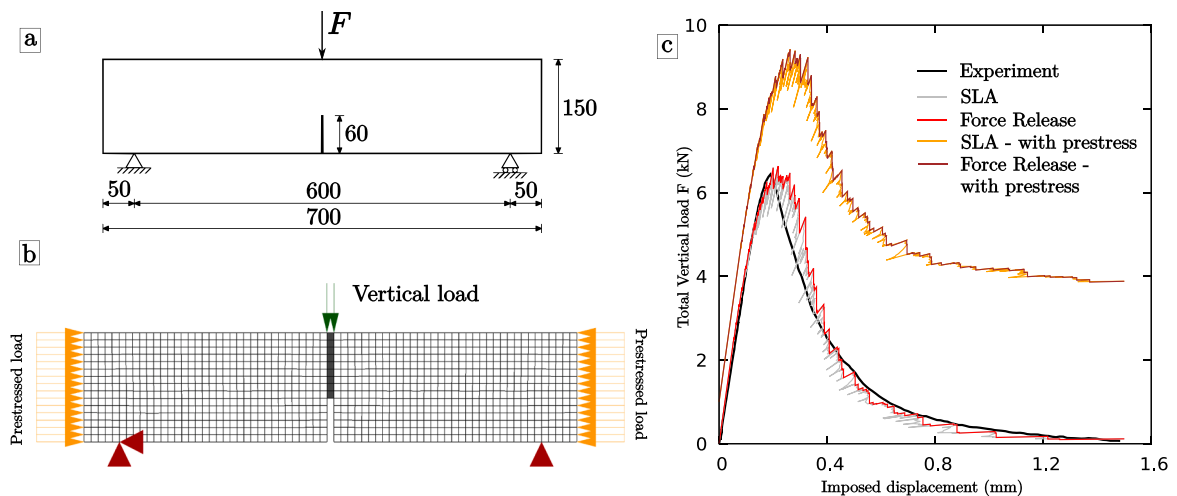 a
F
150
60
50
600
50
700
b
Vertical load
Prestressed load
Prestressed load
c
Total Vertical load F (kN)
10
8
6
4
2
0
0
0.4
0.8
1.2
1.6
Imposed displacement (mm)
Experiment
SLA
Force Release
SLA - with prestress
Force Release -
with prestress